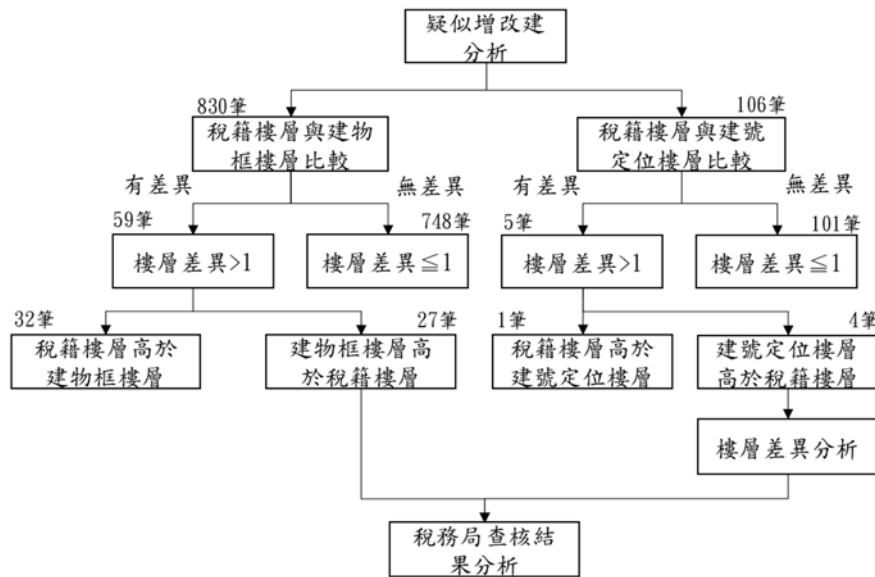 疑似增改建
分析
830筆
106筆
稅籍樓層與建物
框樓層比較
稅籍樓層與建號
定位樓層比較
有差異
無差異
有差異
無差異
59筆
748筆
5筆
101筆
樓層差異>1
樓層差異≦1
樓層差異>1
樓層差異≦1
32筆
27筆
1筆
4筆
稅籍樓層高於
建物框樓層
建物框樓層高
於稅籍樓層
稅籍樓層高於
建號定位樓層
建號定位樓層
高於稅籍樓層
樓層差異分析
稅務局查核結
果分析